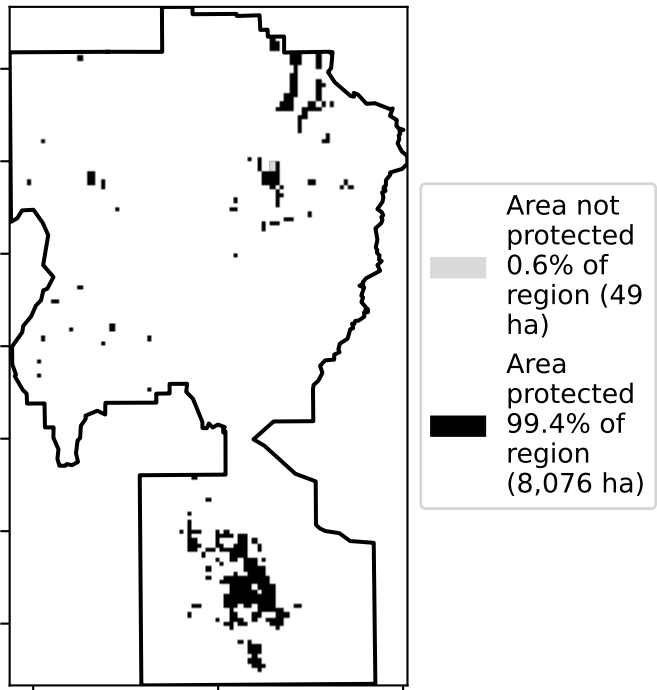 Area not
protected
0.6% of
region (49
ha)
Area
protected
99.4% of
region
(8,076 ha)